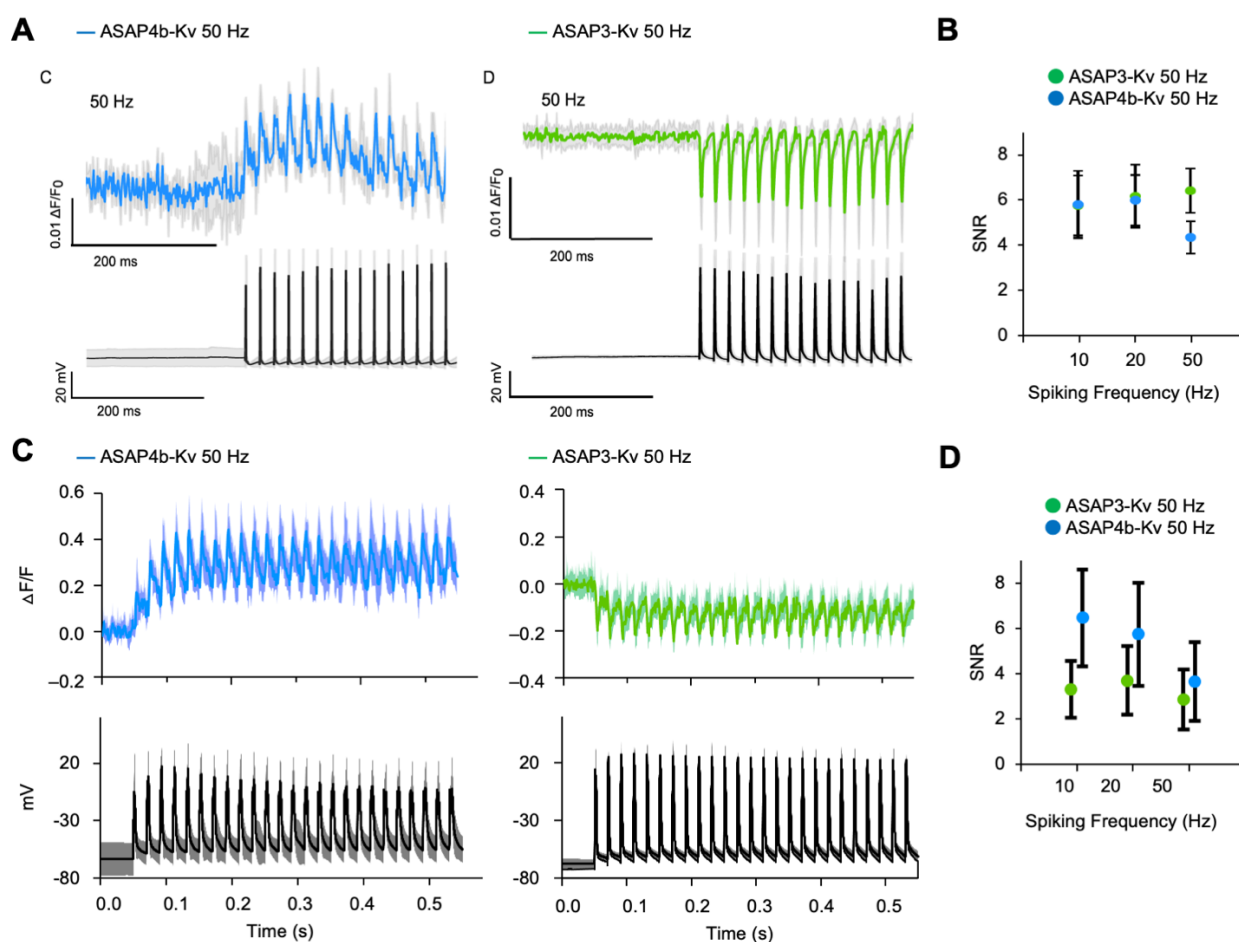 A
ASAP4b-Kv 50 Hz
ASAP3-Kv 50 Hz
C
50 Hz
0.01 ΔF/F0
200 ms
20 mV
200 ms
D
50 Hz
0.01 ΔF/F0
200 ms
20 mV
200 ms
B
ASAP3-Kv 50 Hz
ASAP4b-Kv 50 Hz
SNR
8
6
4
2
0
10 20 50
Spiking Frequency (Hz)
C
ASAP4b-Kv 50 Hz
ΔF/F
0.6
0.4
0.2
0.0
–0.2
mV
20
-30
-80
0.0 0.1 0.2 0.3 0.4 0.5
Time (s)
ASAP3-Kv 50 Hz
0.4
0.2
0.0
–0.2
–0.4
20
-30
-80
0.0 0.1 0.2 0.3 0.4 0.5
Time (s)
D
ASAP3-Kv 50 Hz
ASAP4b-Kv 50 Hz
SNR
8
6
4
2
0
10 20 50
Spiking Frequency (Hz)